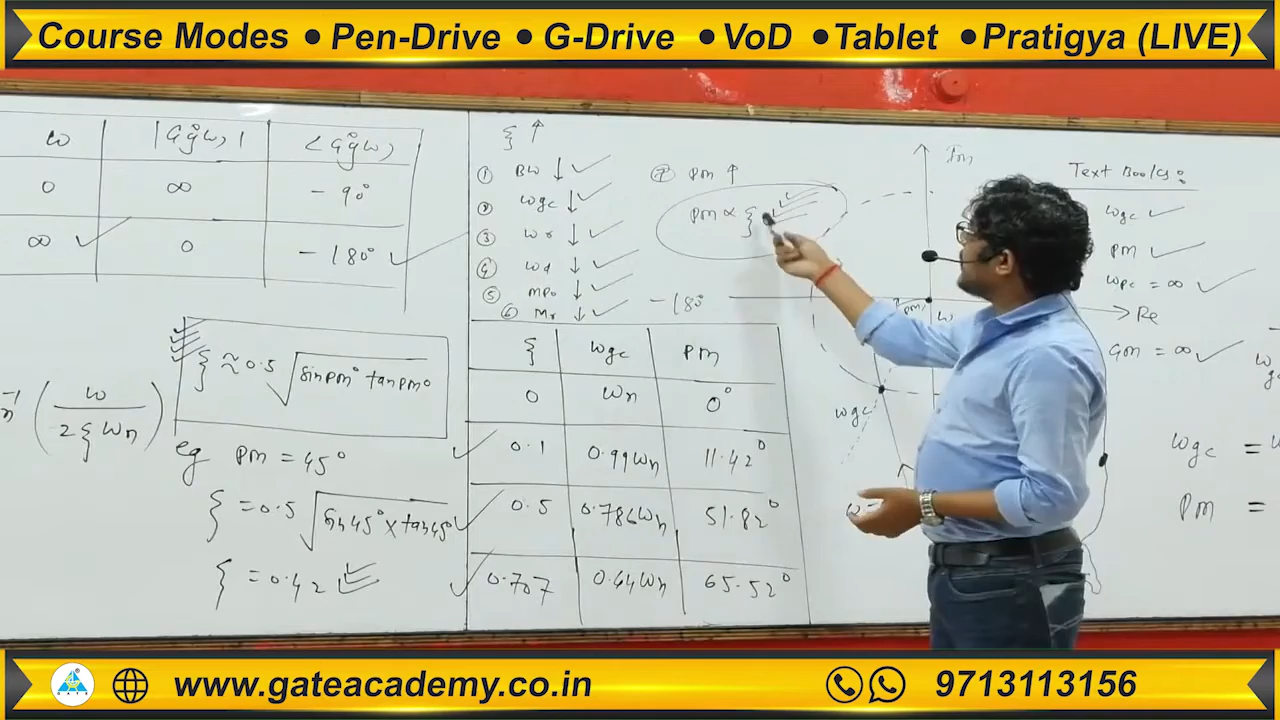 Course Modes • Pen-Drive • G-Drive • VoD • Tablet • Pratigya (LIVE)
ω |G(jω)| ∠G(jω)
0 ∞ -90°
∞ 0 -180°
ξ ≈ 0.5 √(sin PM° tan PM°)
(ω / 2ξωn)
eg PM = 45°
ξ = 0.5 √(sin45° × tan45°)
ξ = 0.42
ξ ↑
① BW ↓
② ωgc ↓
③ ωr ↓
④ ωd ↓
⑤ MPo ↓
⑥ Mr ↓
⑦ PM ↑
PM ∝ ξ
ξ ωgc PM
0 ωn 0°
0.1 0.99ωn 11.42°
0.5 0.786ωn 51.82°
0.707 0.64ωn 65.52°
Im
-180°
PM
ω
Re
ωgc
Text Books:
ωgc
PM
ωpc = ∞
GM = ∞
ωgc =
PM =
GATE
www.gateacademy.co.in
9713113156